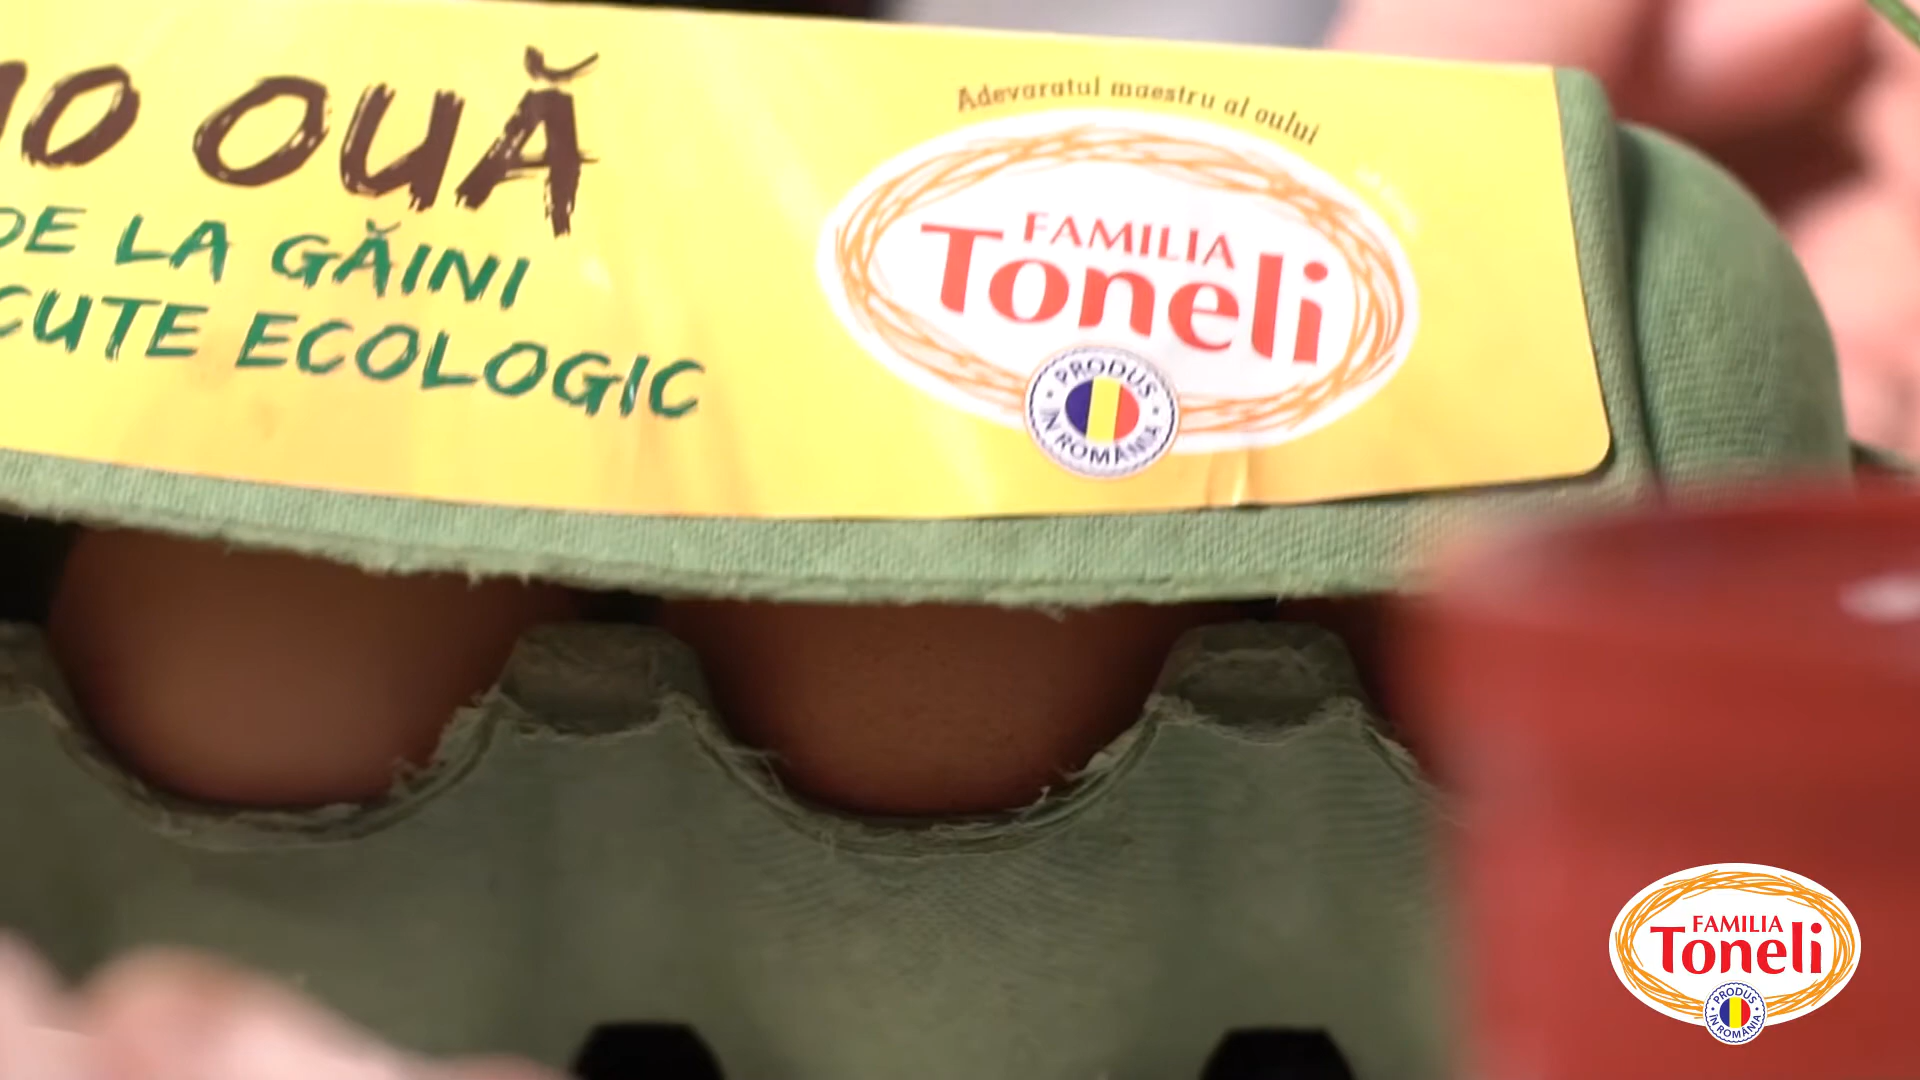 10 OUĂ
DE LA GĂINI
CUTE ECOLOGIC
Adevaratul maestru al oului
FAMILIA
Toneli
PRODUS
IN ROMÂNIA
FAMILIA
Toneli
PRODUS
IN ROMÂNIA